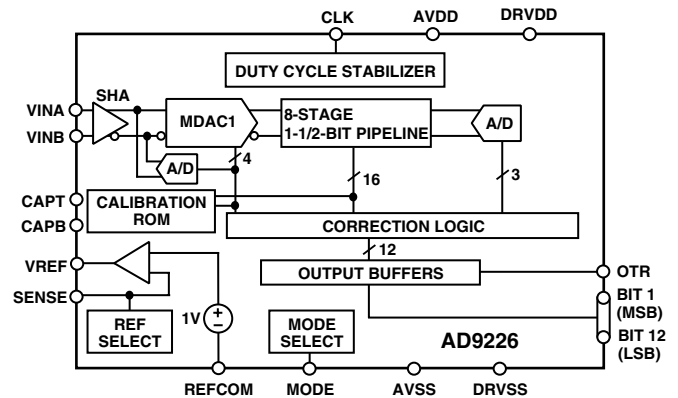 CLK
AVDD
DRVDD
DUTY CYCLE STABILIZER
SHA
VINA
VINB
MDAC1
8-STAGE
1-1/2-BIT PIPELINE
A/D
A/D
4
16
3
CAPT
CAPB
CALIBRATION
ROM
CORRECTION LOGIC
12
VREF
OUTPUT BUFFERS
OTR
SENSE
BIT 1
(MSB)
REF
SELECT
1V
+
–
MODE
SELECT
AD9226
BIT 12
(LSB)
REFCOM
MODE
AVSS
DRVSS